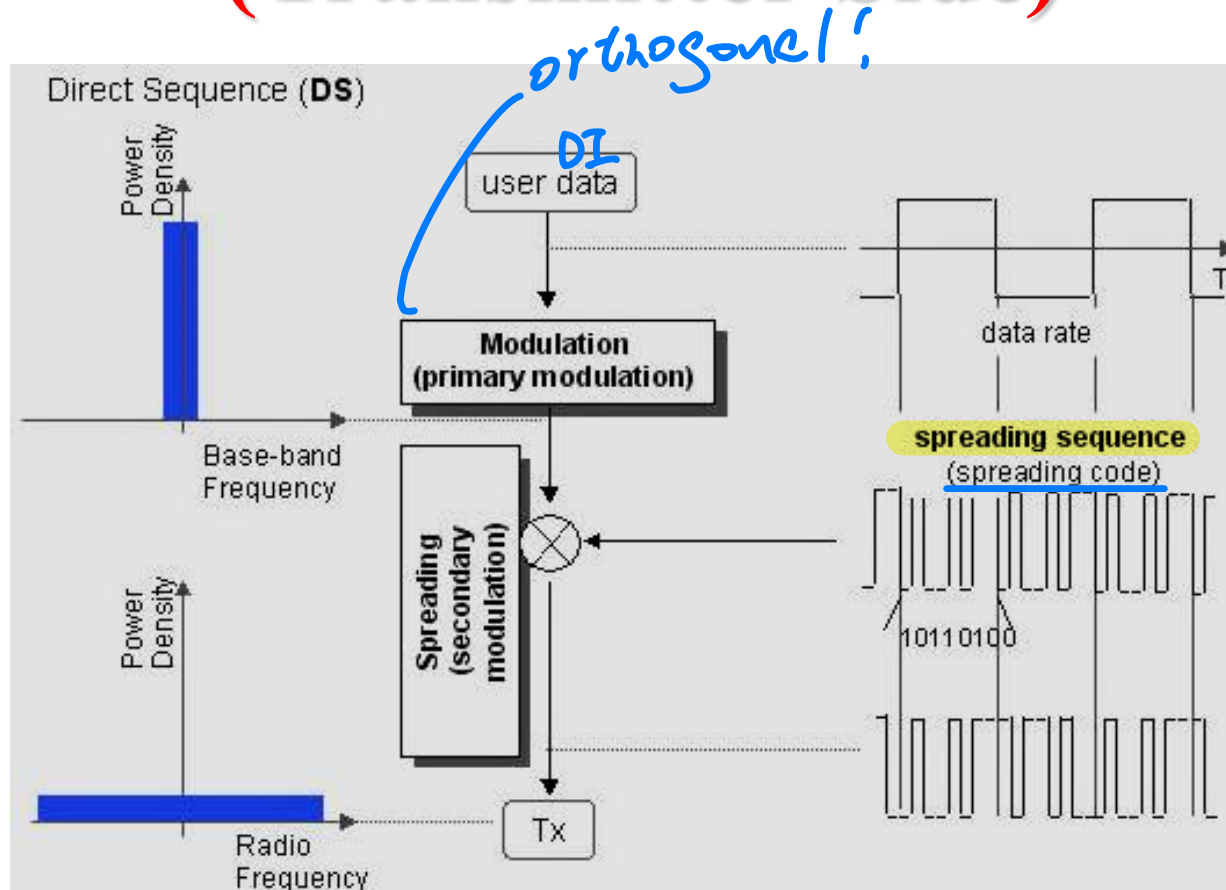 orthogonal!
Direct Sequence (DS)
Power
Density
DI
user data
T
data rate
Modulation
(primary modulation)
spreading sequence
(spreading code)
Base-band
Frequency
Spreading
(secondary
modulation)
10110100
Power
Density
Tx
Radio
Frequency